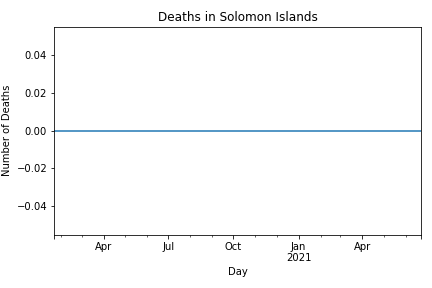 Deaths in Solomon Islands
Number of Deaths
0.04
0.02
0.00
−0.02
−0.04
Apr Jul Oct Jan Apr
2021
Day